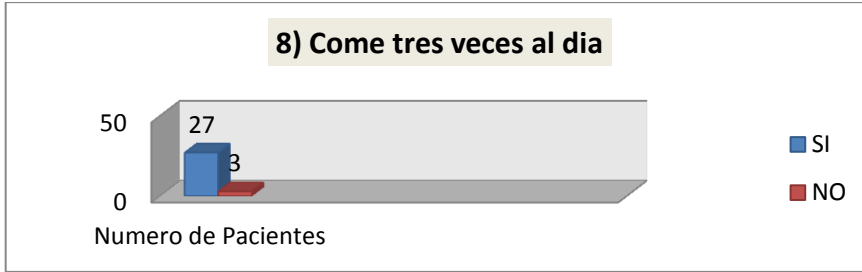 8) Come tres veces al dia
50
27
3
0
Numero de Pacientes
SI
NO